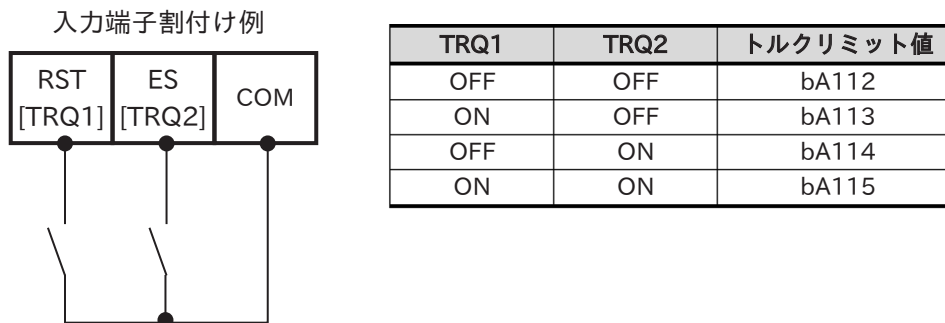 入力端子割付け例
RST ES COM
[TRQ1] [TRQ2]
TRQ1 TRQ2 トルクリミット値
OFF OFF bA112
ON OFF bA113
OFF ON bA114
ON ON bA115